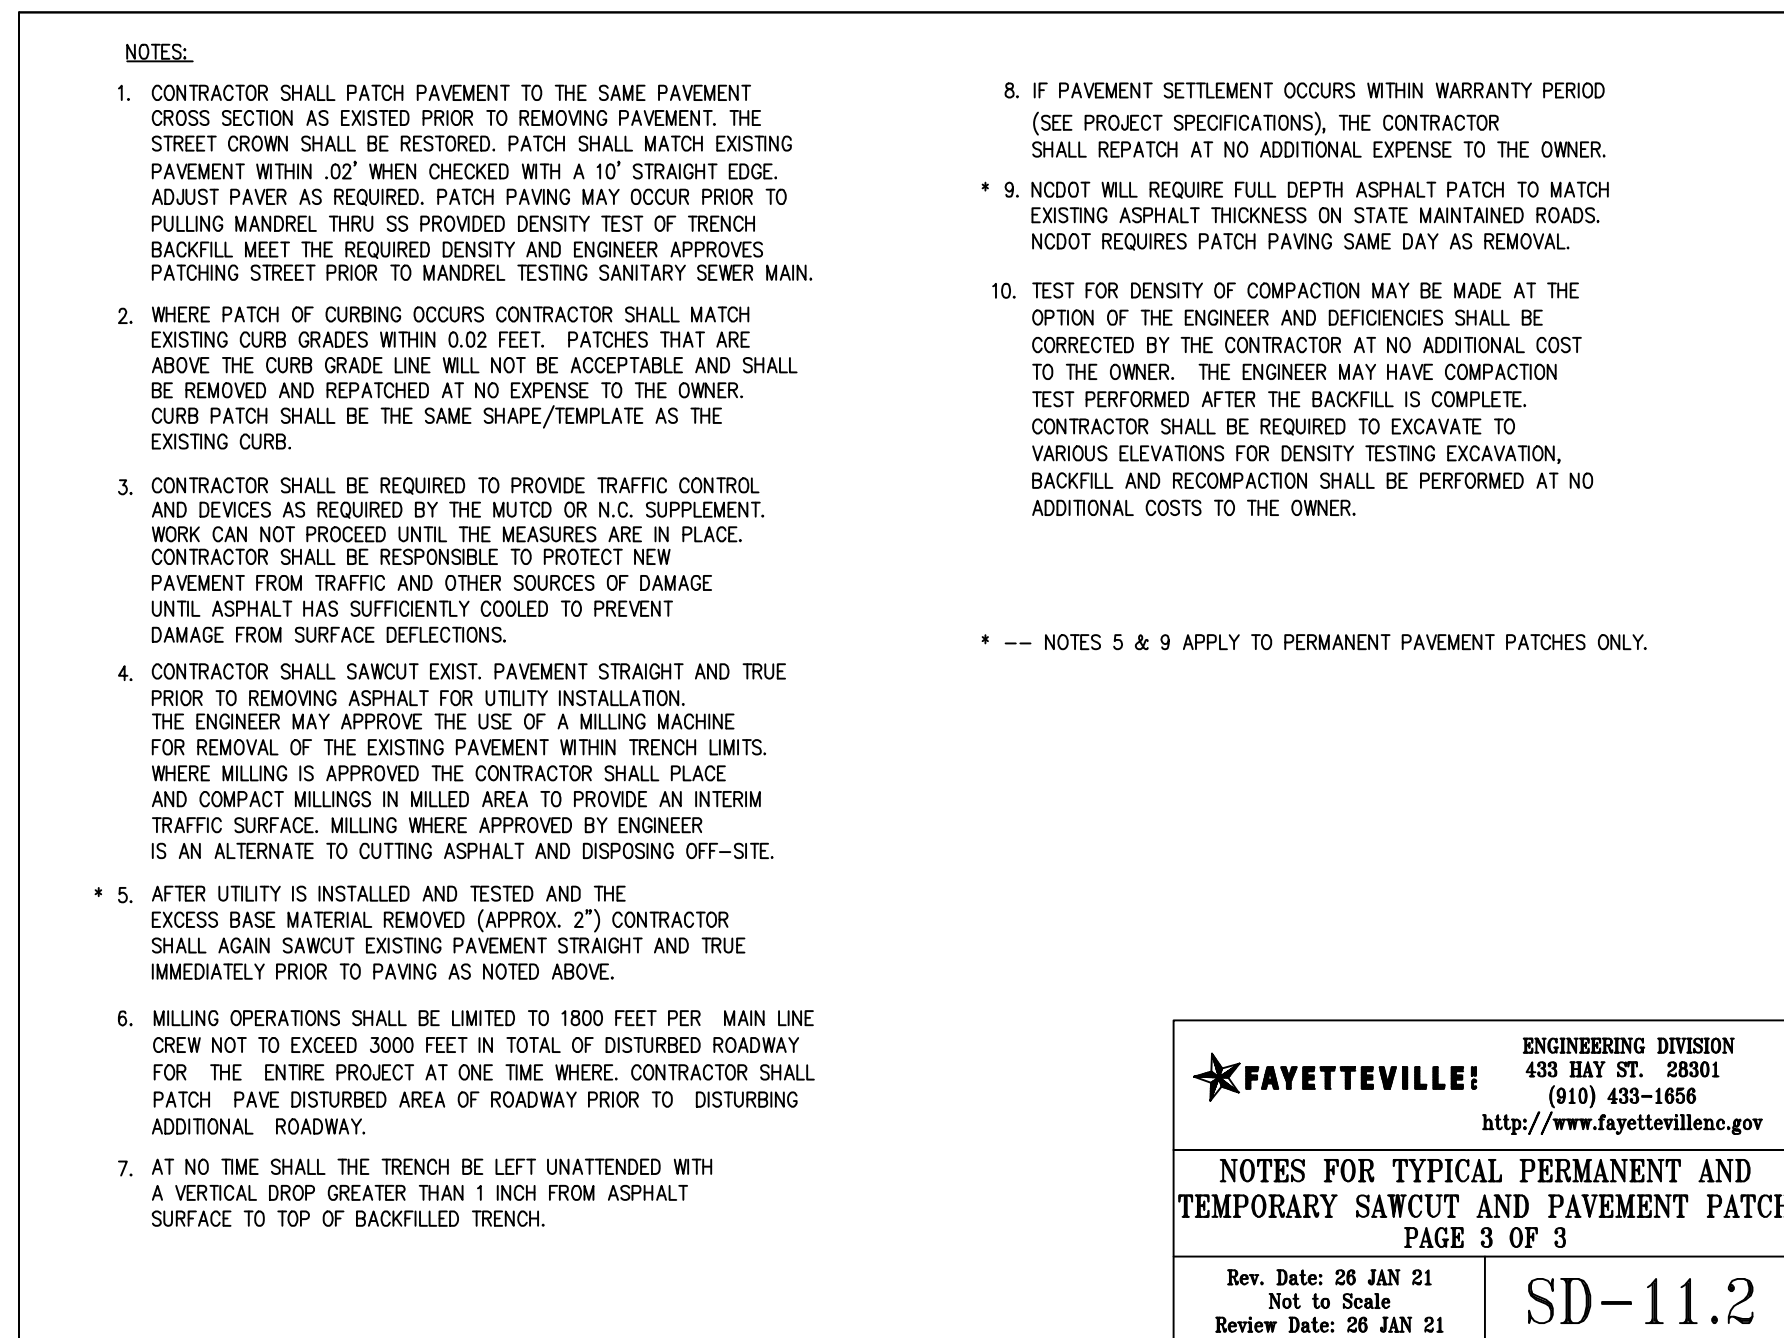 NOTES:
1. CONTRACTOR SHALL PATCH PAVEMENT TO THE SAME PAVEMENT
CROSS SECTION AS EXISTED PRIOR TO REMOVING PAVEMENT. THE
STREET CROWN SHALL BE RESTORED. PATCH SHALL MATCH EXISTING
PAVEMENT WITHIN .02' WHEN CHECKED WITH A 10' STRAIGHT EDGE.
ADJUST PAVER AS REQUIRED. PATCH PAVING MAY OCCUR PRIOR TO
PULLING MANDREL THRU SS PROVIDED DENSITY TEST OF TRENCH
BACKFILL MEET THE REQUIRED DENSITY AND ENGINEER APPROVES
PATCHING STREET PRIOR TO MANDREL TESTING SANITARY SEWER MAIN.
2. WHERE PATCH OF CURBING OCCURS CONTRACTOR SHALL MATCH
EXISTING CURB GRADES WITHIN 0.02 FEET. PATCHES THAT ARE
ABOVE THE CURB GRADE LINE WILL NOT BE ACCEPTABLE AND SHALL
BE REMOVED AND REPATCHED AT NO EXPENSE TO THE OWNER.
CURB PATCH SHALL BE THE SAME SHAPE/TEMPLATE AS THE
EXISTING CURB.
3. CONTRACTOR SHALL BE REQUIRED TO PROVIDE TRAFFIC CONTROL
AND DEVICES AS REQUIRED BY THE MUTCD OR N.C. SUPPLEMENT.
WORK CAN NOT PROCEED UNTIL THE MEASURES ARE IN PLACE.
CONTRACTOR SHALL BE RESPONSIBLE TO PROTECT NEW
PAVEMENT FROM TRAFFIC AND OTHER SOURCES OF DAMAGE
UNTIL ASPHALT HAS SUFFICIENTLY COOLED TO PREVENT
DAMAGE FROM SURFACE DEFLECTIONS.
4. CONTRACTOR SHALL SAWCUT EXIST. PAVEMENT STRAIGHT AND TRUE
PRIOR TO REMOVING ASPHALT FOR UTILITY INSTALLATION.
THE ENGINEER MAY APPROVE THE USE OF A MILLING MACHINE
FOR REMOVAL OF THE EXISTING PAVEMENT WITHIN TRENCH LIMITS.
WHERE MILLING IS APPROVED THE CONTRACTOR SHALL PLACE
AND COMPACT MILLINGS IN MILLED AREA TO PROVIDE AN INTERIM
TRAFFIC SURFACE. MILLING WHERE APPROVED BY ENGINEER
IS AN ALTERNATE TO CUTTING ASPHALT AND DISPOSING OFF-SITE.
* 5. AFTER UTILITY IS INSTALLED AND TESTED AND THE
EXCESS BASE MATERIAL REMOVED (APPROX. 2") CONTRACTOR
SHALL AGAIN SAWCUT EXISTING PAVEMENT STRAIGHT AND TRUE
IMMEDIATELY PRIOR TO PAVING AS NOTED ABOVE.
6. MILLING OPERATIONS SHALL BE LIMITED TO 1800 FEET PER MAIN LINE
CREW NOT TO EXCEED 3000 FEET IN TOTAL OF DISTURBED ROADWAY
FOR THE ENTIRE PROJECT AT ONE TIME WHERE. CONTRACTOR SHALL
PATCH PAVE DISTURBED AREA OF ROADWAY PRIOR TO DISTURBING
ADDITIONAL ROADWAY.
7. AT NO TIME SHALL THE TRENCH BE LEFT UNATTENDED WITH
A VERTICAL DROP GREATER THAN 1 INCH FROM ASPHALT
SURFACE TO TOP OF BACKFILLED TRENCH.
8. IF PAVEMENT SETTLEMENT OCCURS WITHIN WARRANTY PERIOD
(SEE PROJECT SPECIFICATIONS), THE CONTRACTOR
SHALL REPATCH AT NO ADDITIONAL EXPENSE TO THE OWNER.
* 9. NCDOT WILL REQUIRE FULL DEPTH ASPHALT PATCH TO MATCH
EXISTING ASPHALT THICKNESS ON STATE MAINTAINED ROADS.
NCDOT REQUIRES PATCH PAVING SAME DAY AS REMOVAL.
10. TEST FOR DENSITY OF COMPACTION MAY BE MADE AT THE
OPTION OF THE ENGINEER AND DEFICIENCIES SHALL BE
CORRECTED BY THE CONTRACTOR AT NO ADDITIONAL COST
TO THE OWNER. THE ENGINEER MAY HAVE COMPACTION
TEST PERFORMED AFTER THE BACKFILL IS COMPLETE.
CONTRACTOR SHALL BE REQUIRED TO EXCAVATE TO
VARIOUS ELEVATIONS FOR DENSITY TESTING EXCAVATION,
BACKFILL AND RECOMPACTION SHALL BE PERFORMED AT NO
ADDITIONAL COSTS TO THE OWNER.
* -- NOTES 5 & 9 APPLY TO PERMANENT PAVEMENT PATCHES ONLY.
FAYETTEVILLE!
ENGINEERING DIVISION
433 HAY ST. 28301
(910) 433-1656
http://www.fayettevillenc.gov
NOTES FOR TYPICAL PERMANENT AND
TEMPORARY SAWCUT AND PAVEMENT PATCH
PAGE 3 OF 3
Rev. Date: 26 JAN 21
Not to Scale
Review Date: 26 JAN 21
SD-11.2